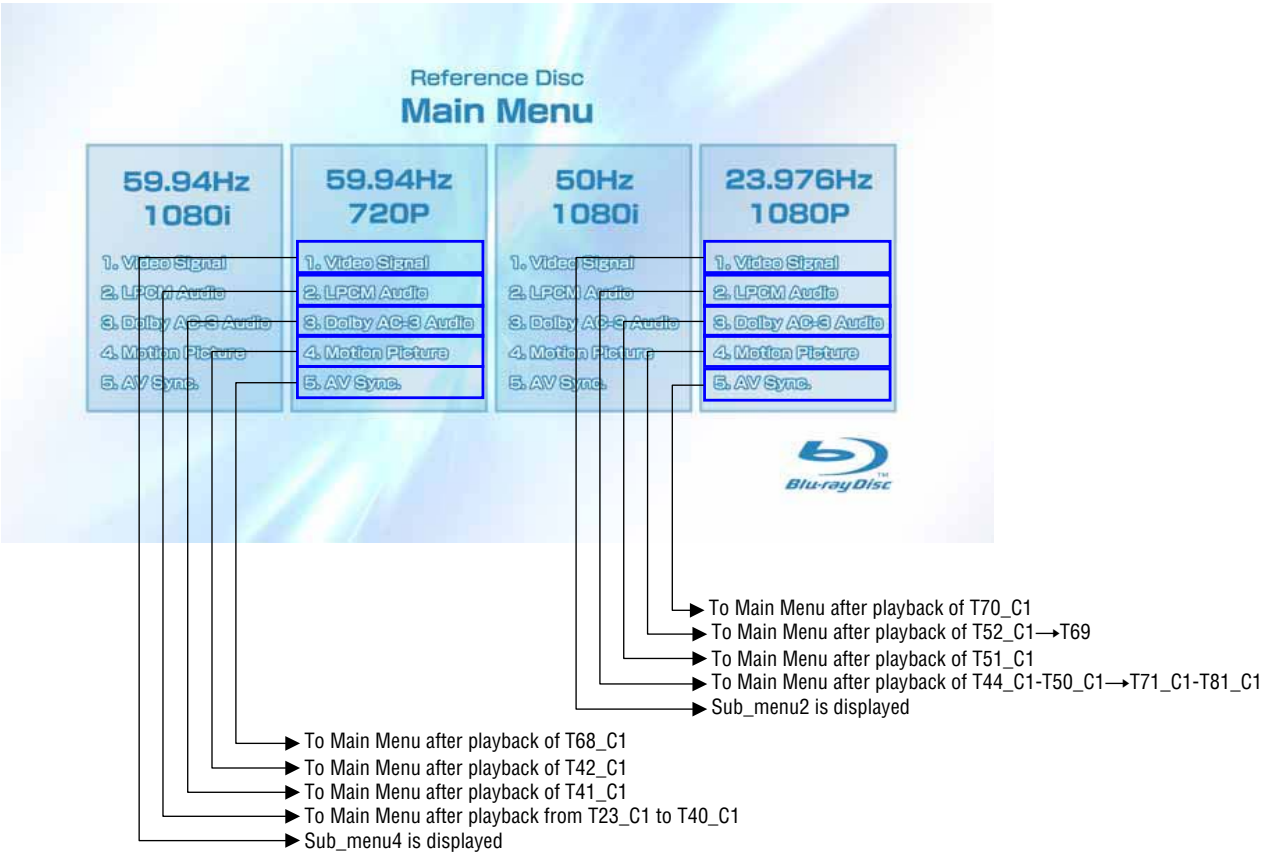 Reference Disc
Main Menu
59.94Hz
1080i
1. Video Signal
2. LPCM Audio
3. Dolby AC-3 Audio
4. Motion Picture
5. AV Sync.
59.94Hz
720P
1. Video Signal
2. LPCM Audio
3. Dolby AC-3 Audio
4. Motion Picture
5. AV Sync.
50Hz
1080i
1. Video Signal
2. LPCM Audio
3. Dolby AC-3 Audio
4. Motion Picture
5. AV Sync.
23.976Hz
1080P
1. Video Signal
2. LPCM Audio
3. Dolby AC-3 Audio
4. Motion Picture
5. AV Sync.
Blu-ray Disc™
To Main Menu after playback of T70_C1
To Main Menu after playback of T52_C1→T69
To Main Menu after playback of T51_C1
To Main Menu after playback of T44_C1-T50_C1→T71_C1-T81_C1
Sub_menu2 is displayed
To Main Menu after playback of T68_C1
To Main Menu after playback of T42_C1
To Main Menu after playback of T41_C1
To Main Menu after playback from T23_C1 to T40_C1
Sub_menu4 is displayed